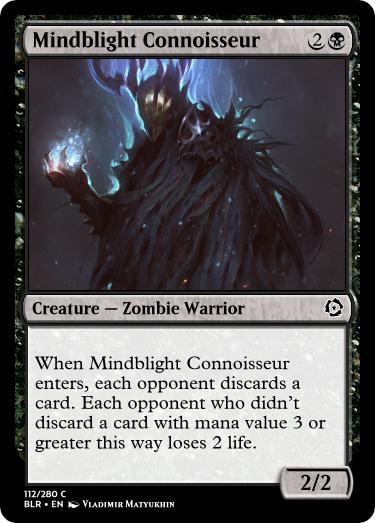 Mindblight Connoisseur 2
Creature — Zombie Warrior
When Mindblight Connoisseur
enters, each opponent discards a
card. Each opponent who didn't
discard a card with mana value 3 or
greater this way loses 2 life.
2/2
112/280 C
BLR • EN Vladimir Matyukhin